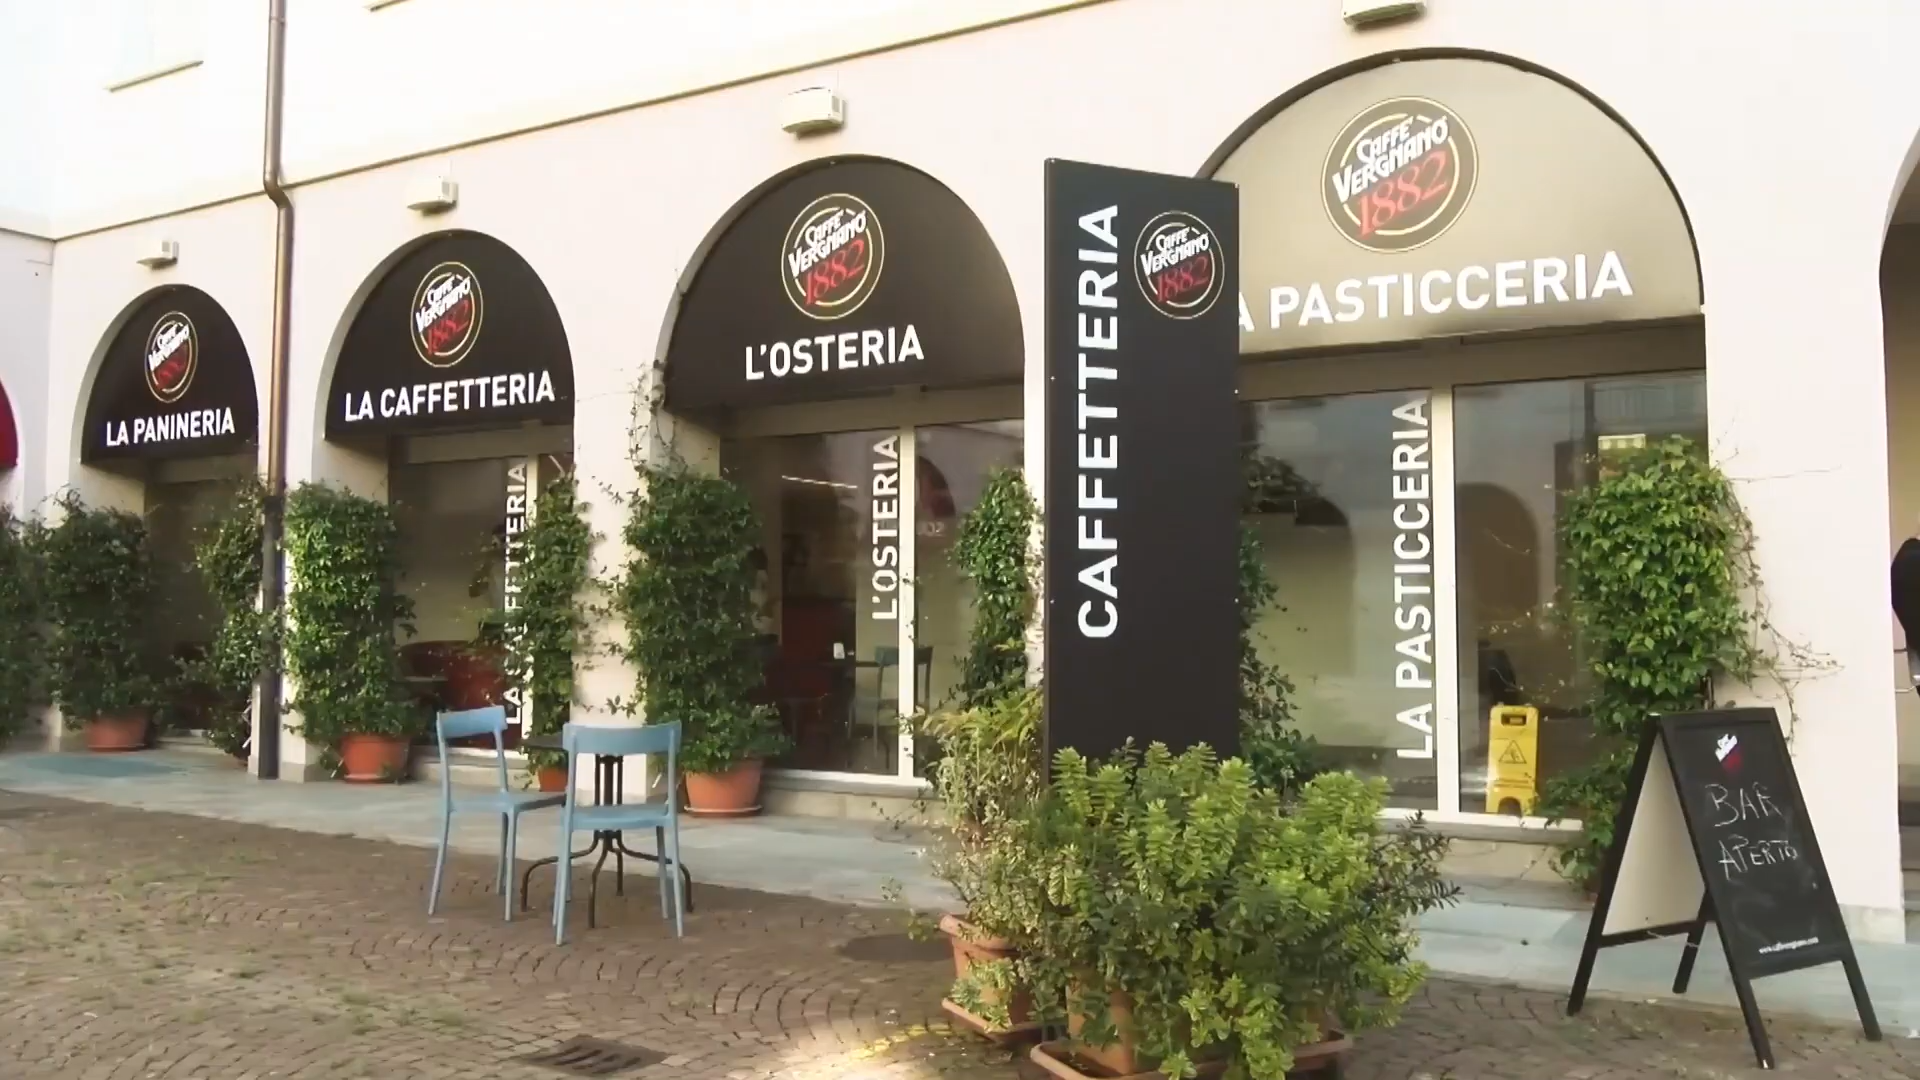 CAFFÈ
VERGNANO
1882
LA PANINERIA
CAFFÈ
VERGNANO
1882
LA CAFFETTERIA
LA CAFFETTERIA
CAFFÈ
VERGNANO
1882
L'OSTERIA
L'OSTERIA
CAFFETTERIA
CAFFÈ
VERGNANO
1882
CAFFÈ
VERGNANO
1882
A PASTICCERIA
LA PASTICCERIA
BAR
APERTO